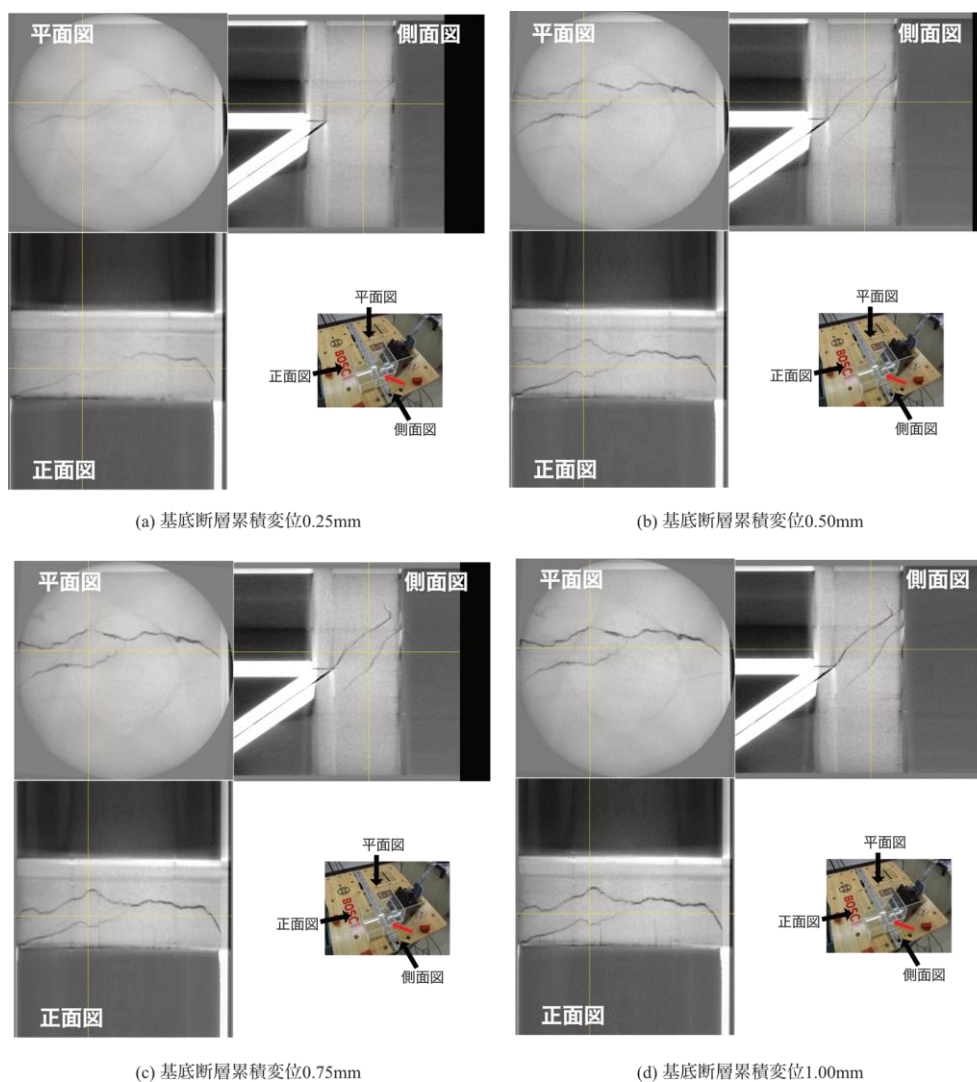 平面図
側面図
正面図
平面図
正面図
BOSCH
側面図
(a) 基底断層累積変位0.25mm
平面図
側面図
正面図
平面図
正面図
BOSCH
側面図
(b) 基底断層累積変位0.50mm
平面図
側面図
正面図
平面図
正面図
BOSCH
側面図
(c) 基底断層累積変位0.75mm
平面図
側面図
正面図
平面図
正面図
BOSCH
側面図
(d) 基底断層累積変位1.00mm